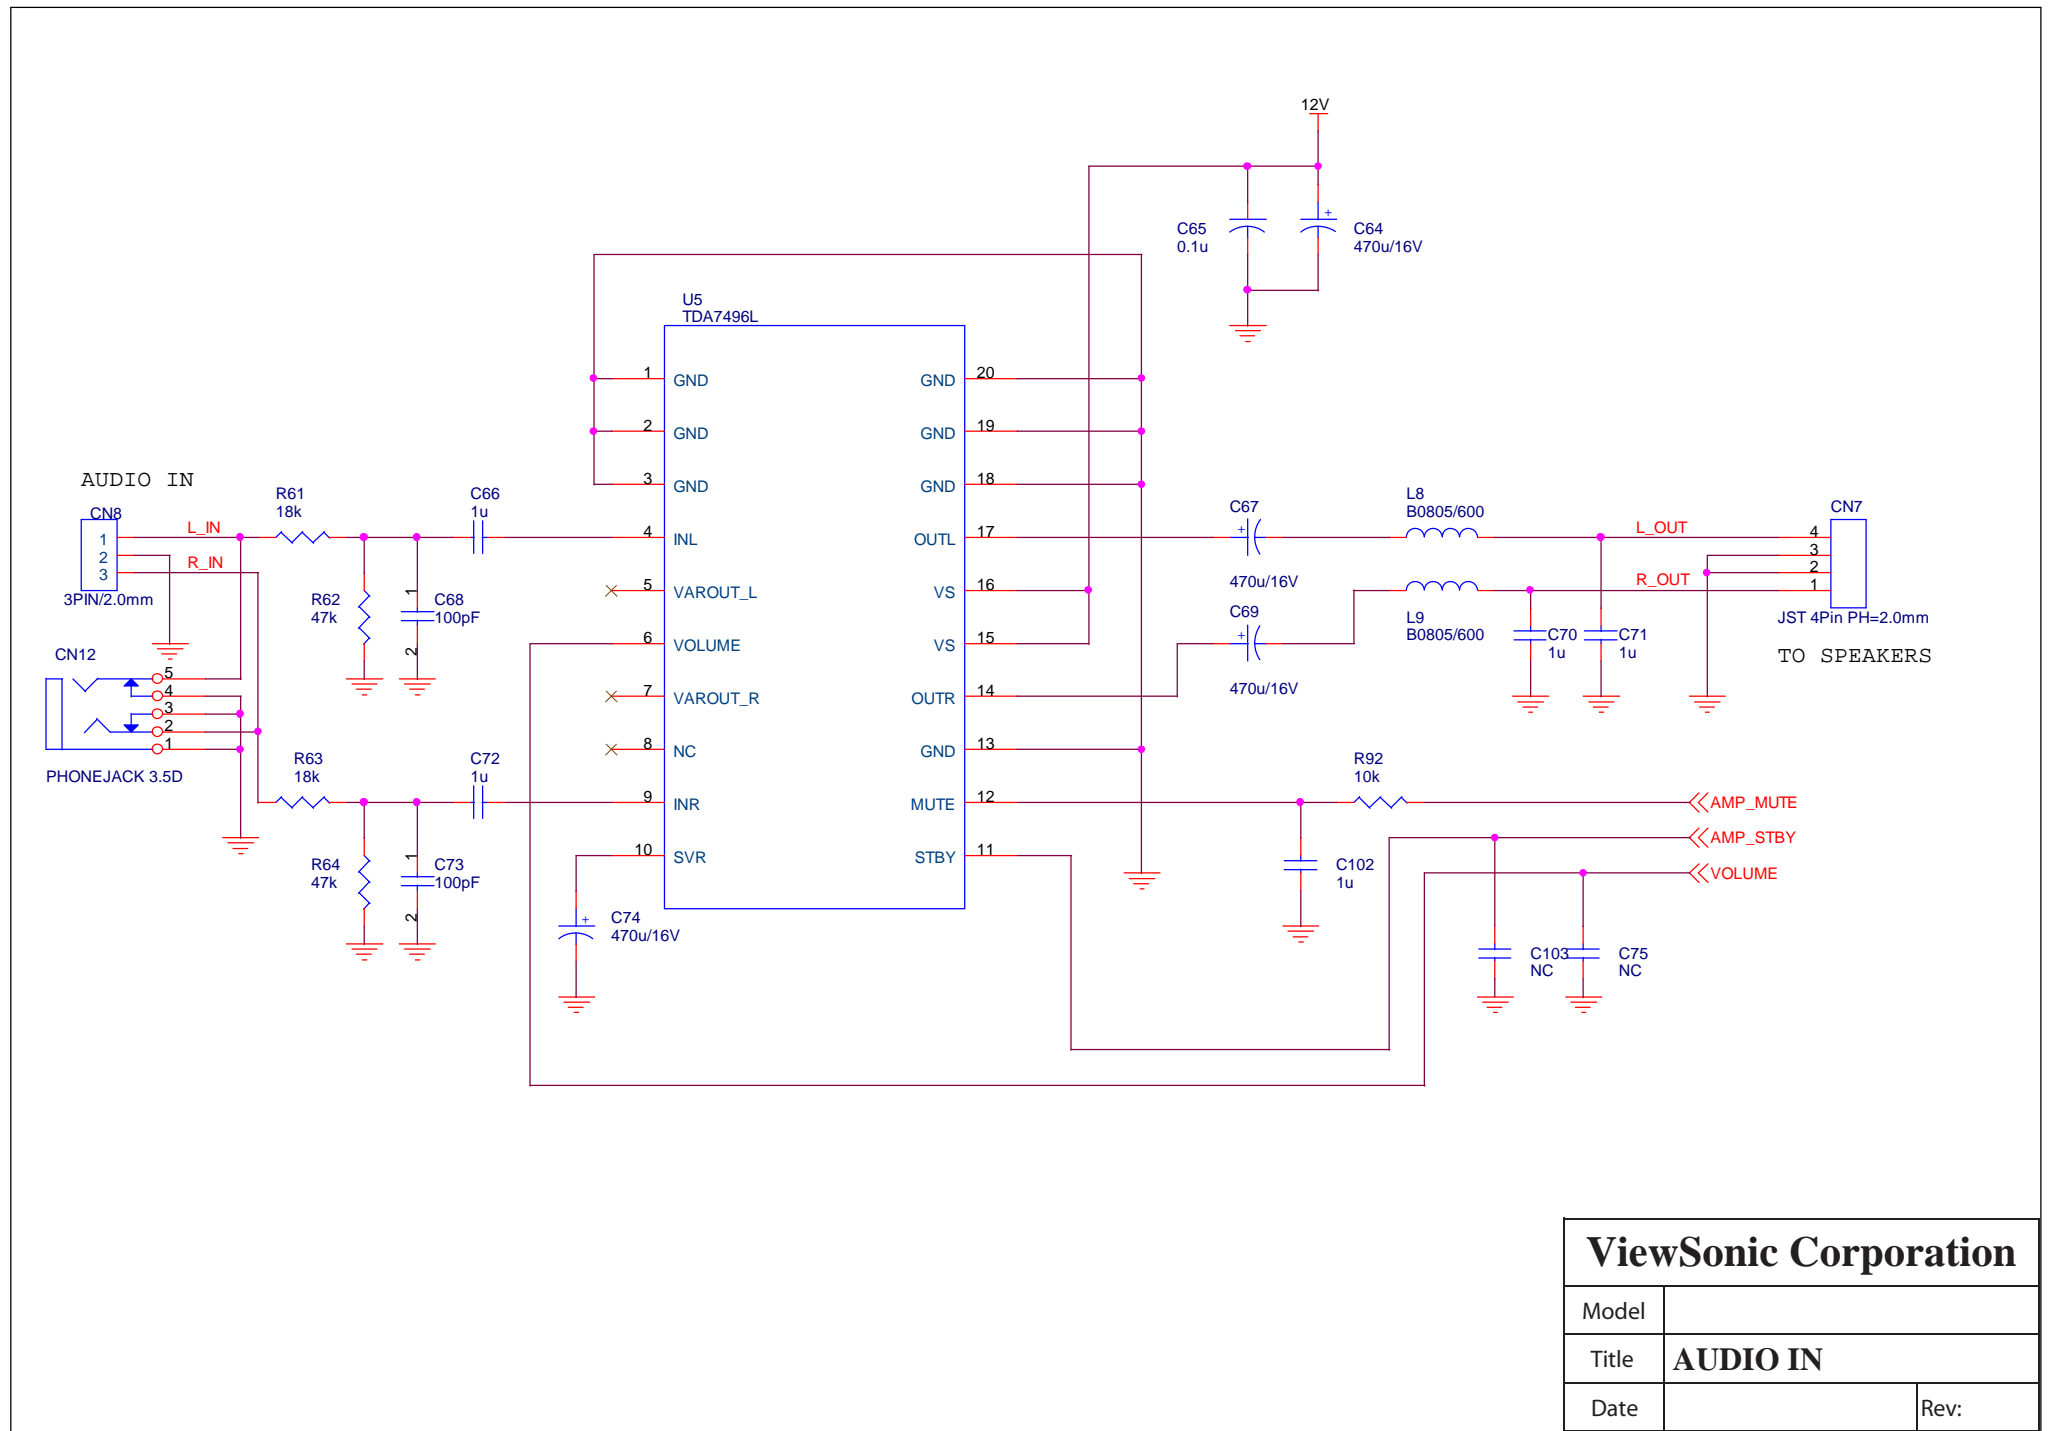 12V
C65
0.1u
+
C64
470u/16V
U5
TDA7496L
1 GND
GND 20
2 GND
GND 19
3 GND
GND 18
4 INL
OUTL 17
5 VAROUT_L
VS 16
6 VOLUME
VS 15
7 VAROUT_R
OUTR 14
8 NC
GND 13
9 INR
MUTE 12
10 SVR
STBY 11
AUDIO IN
CN8
1
2
3
L_IN
R_IN
3PIN/2.0mm
R61
18k
C66
1u
R62
47k
1
C68
100pF
2
CN12
5
4
3
2
1
PHONEJACK 3.5D
R63
18k
C72
1u
R64
47k
1
C73
100pF
2
+
C74
470u/16V
C67
+
470u/16V
L8
B0805/600
C69
+
470u/16V
L9
B0805/600
L_OUT
R_OUT
CN7
4
3
2
1
JST 4Pin PH=2.0mm
C70
1u
C71
1u
TO SPEAKERS
R92
10k
AMP_MUTE
AMP_STBY
VOLUME
C102
1u
C103
NC
C75
NC
ViewSonic Corporation
Model
Title AUDIO IN
Date Rev: